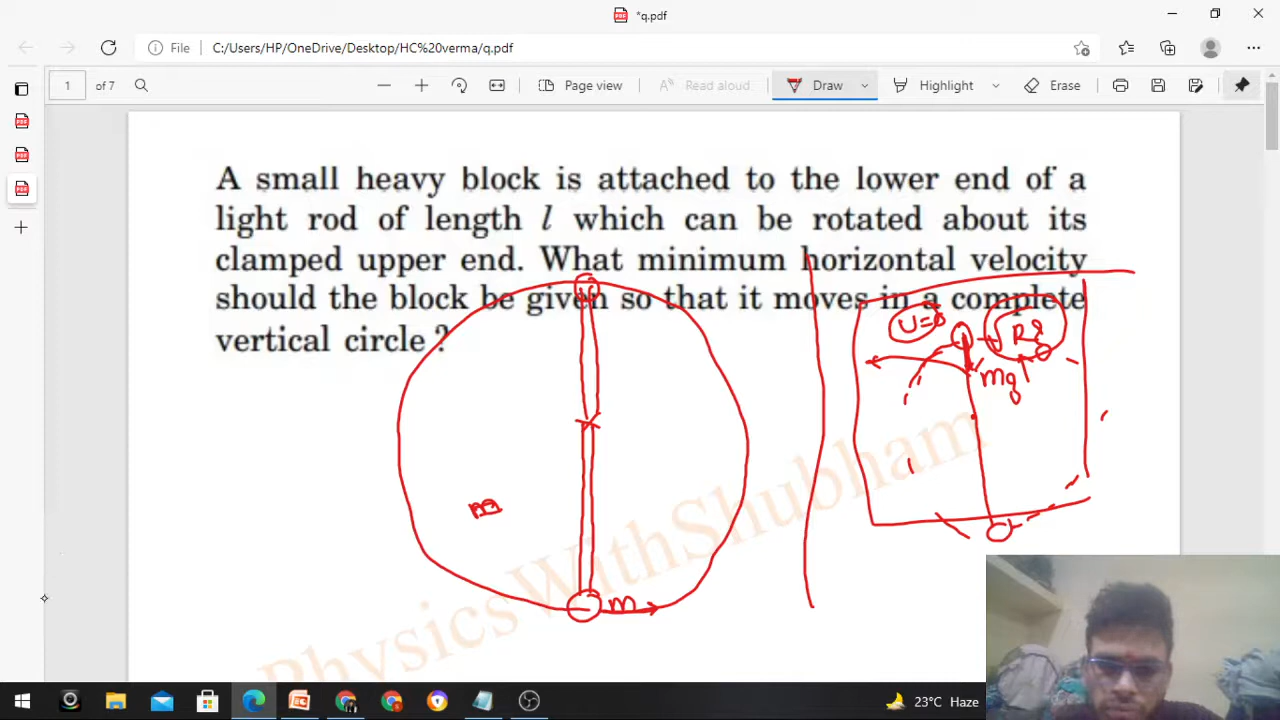 *q.pdf
File
C:/Users/HP/OneDrive/Desktop/HC%20verma/q.pdf
1 of 7
Page view
Read aloud
Draw
Highlight
Erase
A small heavy block is attached to the lower end of a
light rod of length l which can be rotated about its
clamped upper end. What minimum horizontal velocity
should the block be given so that it moves in a complete
vertical circle ?
U=0
√Rg
mg
m
m
PhysicsWithShubham
23°C Haze